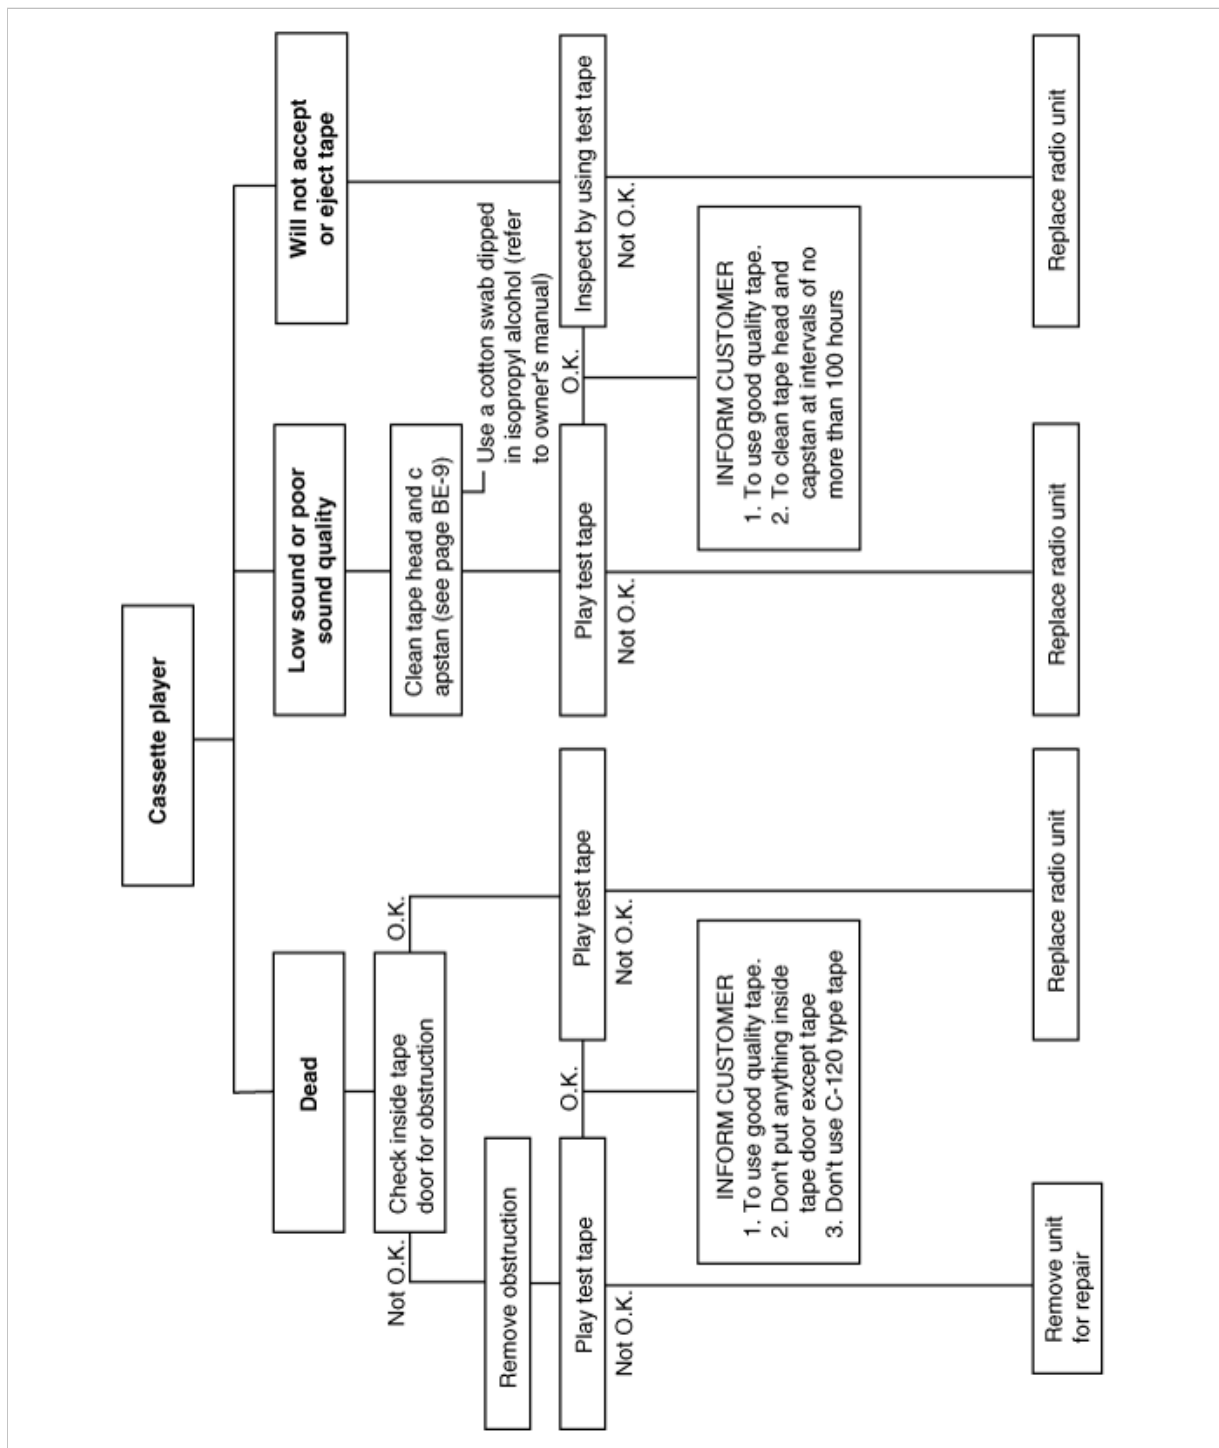 Cassette player
Dead
Low sound or poor
sound quality
Will not accept
or eject tape
Check inside tape
door for obstruction
Not O.K.
O.K.
Clean tape head and c
apstan (see page BE-9)
Use a cotton swab dipped
in isopropyl alcohol (refer
to owner's manual)
Remove obstruction
Play test tape
O.K.
Play test tape
Play test tape
O.K.
Inspect by using test tape
Not O.K.
Not O.K.
Not O.K.
Not O.K.
INFORM CUSTOMER
1. To use good quality tape.
2. Don't put anything inside
tape door except tape
3. Don't use C-120 type tape
INFORM CUSTOMER
1. To use good quality tape.
2. To clean tape head and
capstan at intervals of no
more than 100 hours
Remove unit
for repair
Replace radio unit
Replace radio unit
Replace radio unit